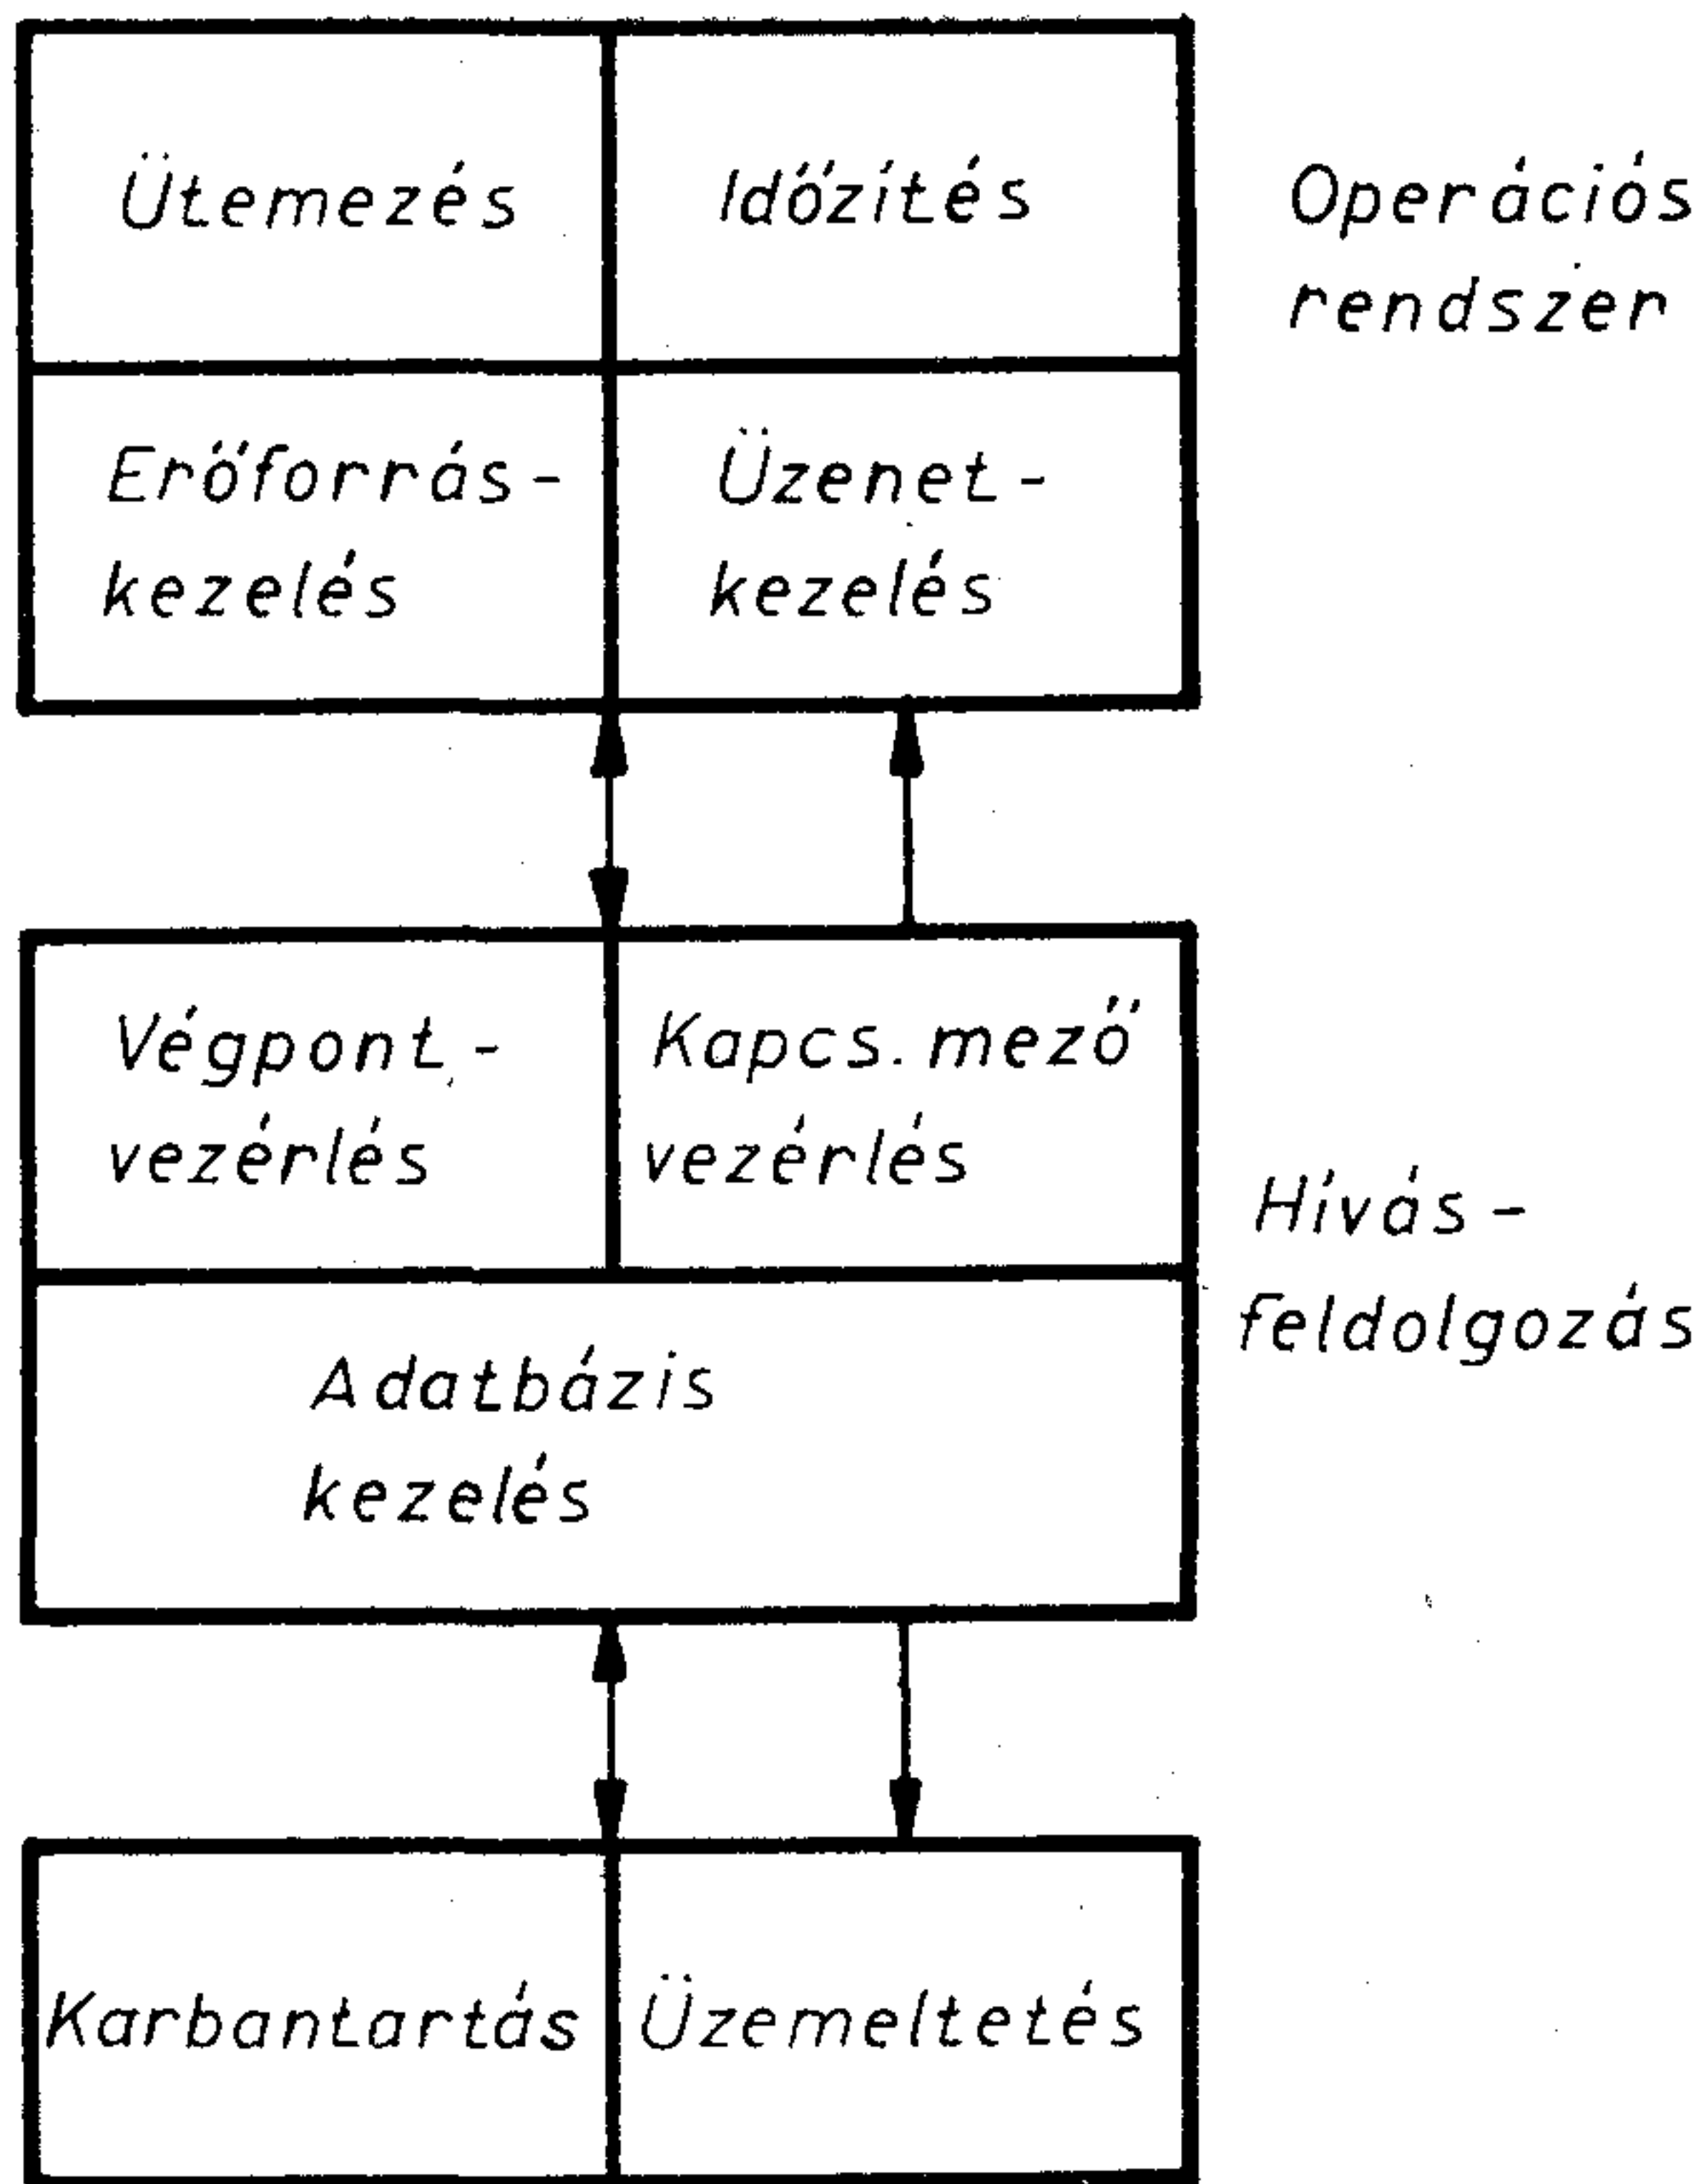 Ütemezés
Időzítés
Operációs
rendszer
Erőforrás-
kezelés
Üzenet-
kezelés
Végpont-
vezérlés
Kapcs. mező
vezérlés
Hívás-
feldolgozás
Adatbázis
kezelés
Karbantartás
Üzemeltetés